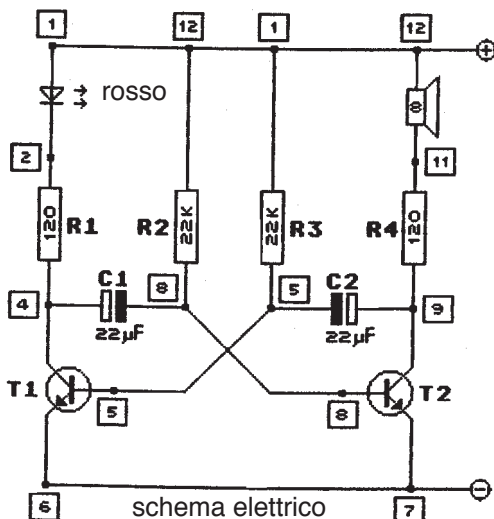 1 12 1 12 +
rosso
8
2
11
120 R1 R2 22K 22K R3 R4 120
C1 8 5 C2
4 9
22µF 22µF
T1 5 8 T2
6 schema elettrico 7 −